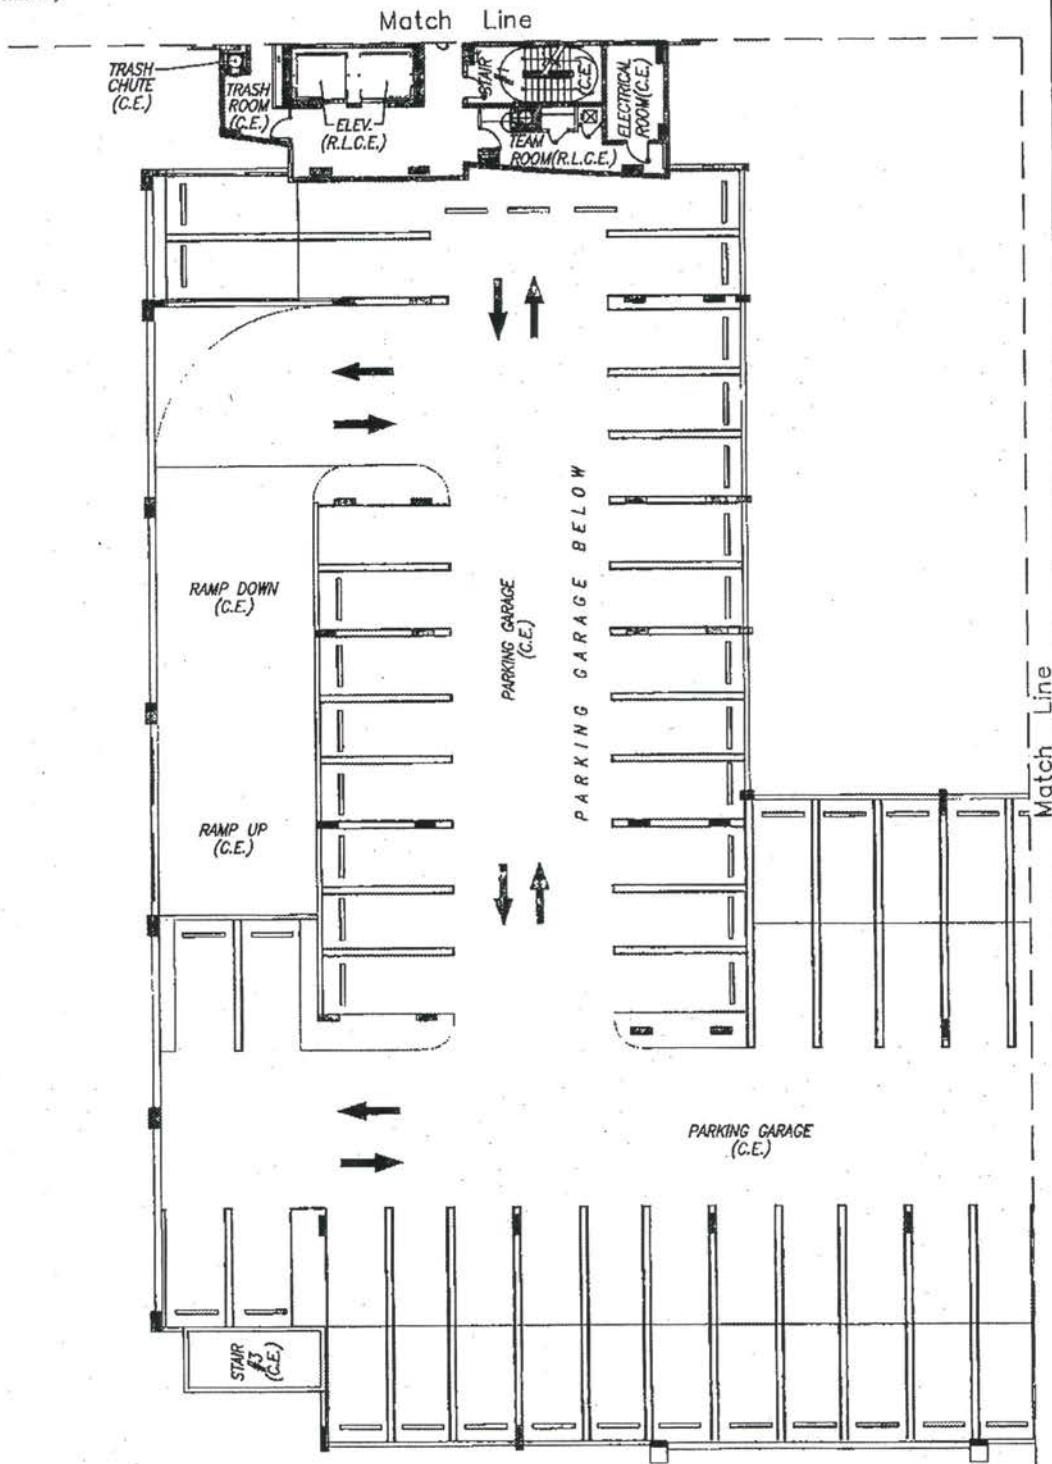 Match Line
TRASH
CHUTE
(C.E.)
TRASH
ROOM
(C.E.)
ELEV.
(R.L.C.E.)
STAIR
(C.E.)
ELECTRICAL
ROOM(C.E.)
TEAM
ROOM(R.L.C.E.)
RAMP DOWN
(C.E.)
PARKING GARAGE
(C.E.)
PARKING GARAGE BELOW
Match Line
RAMP UP
(C.E.)
PARKING GARAGE
(C.E.)
STAIR
#3
(C.E.)